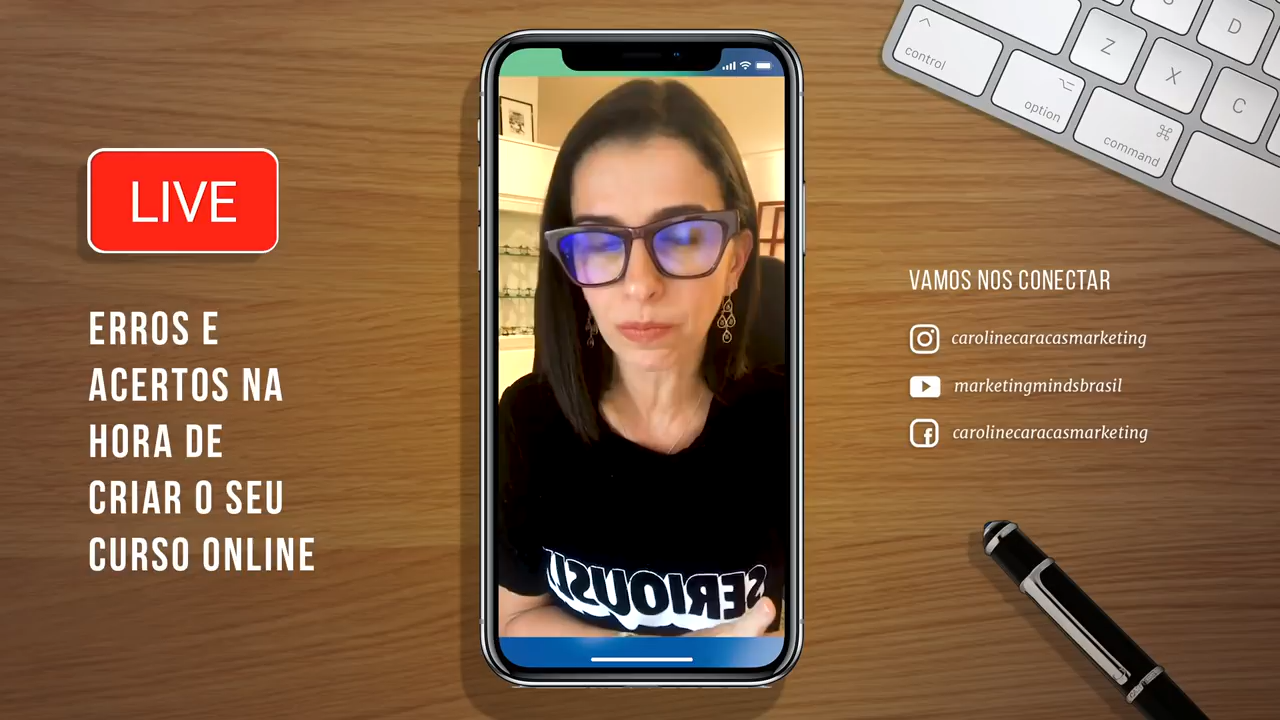 LIVE
ERROS E
ACERTOS NA
HORA DE
CRIAR O SEU
CURSO ONLINE
SERIOUS!
VAMOS NOS CONECTAR
carolinecaracasmarketing
marketingmindsbrasil
carolinecaracasmarketing
control
option
command
Z
X
C
S
D